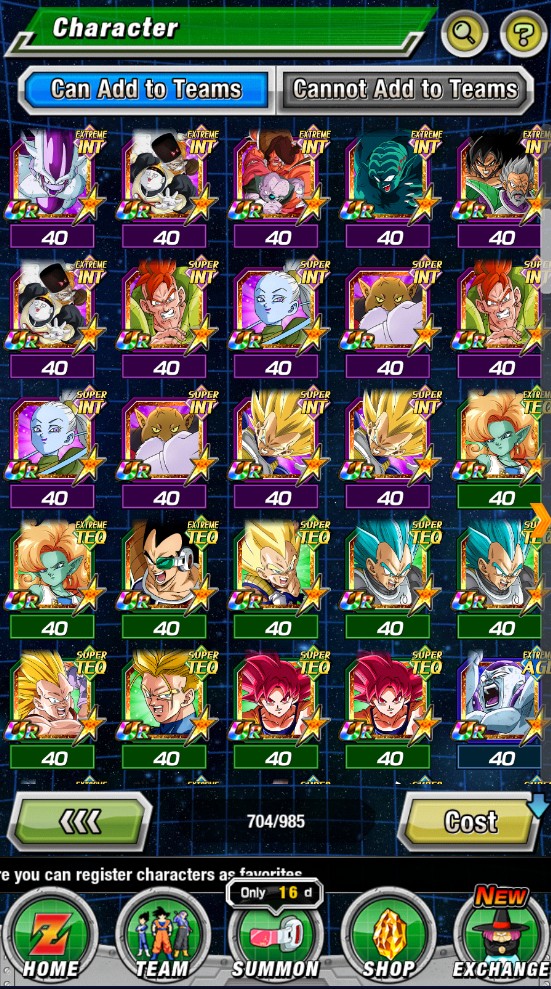 Character
?
Can Add to Teams Cannot Add to Teams
EXTREME INT EXTREME INT EXTREME INT EXTREME INT EXTREME INT
UR UR UR UR UR
40 40 40 40 40
EXTREME INT SUPER INT SUPER INT SUPER INT SUPER INT
UR UR UR UR UR
40 40 40 40 40
SUPER INT SUPER INT SUPER INT SUPER INT EXTREME TEQ
UR UR UR UR UR
40 40 40 40 40
EXTREME TEQ EXTREME TEQ SUPER TEQ SUPER TEQ SUPER TEQ
UR UR UR UR UR
40 40 40 40 40
SUPER TEQ SUPER TEQ SUPER TEQ SUPER TEQ EXTREME AGL
UR UR UR UR UR
40 40 40 40 40
704/985
Cost
re you can register characters as favorites
Only 16 d
NEW
Z
HOME TEAM SUMMON SHOP EXCHANGE